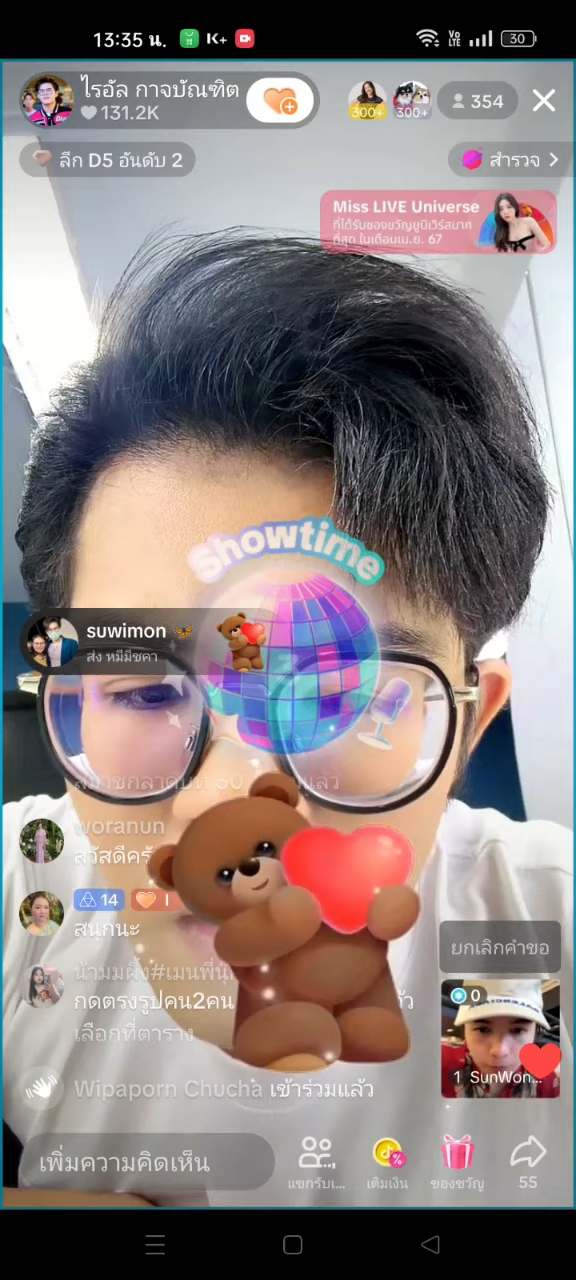 13:35 น.
K+
Vo LTE
30
ไรอัล กาจบัณฑิต
131.2K
300+
300+
354
ลีก D5 อันดับ 2
สำรวจ
Miss LIVE Universe
ที่ได้รับของขวัญยูนิเวิร์สมาก
ที่สุด ในเดือนเม.ย. 67
Showtime
suwimon
ส่ง หมีมีชคา
woranun
สวัสดีครั
14
I
สนุกนะ
กดตรงรูปคน2คน
เลือกที่ตาราง
Wipaporn Chucha เข้าร่วมแล้ว
ยกเลิกคำขอ
0
1 SunWon...
เพิ่มความคิดเห็น
แขกรับเ...
เติมเงิน
ของขวัญ
55